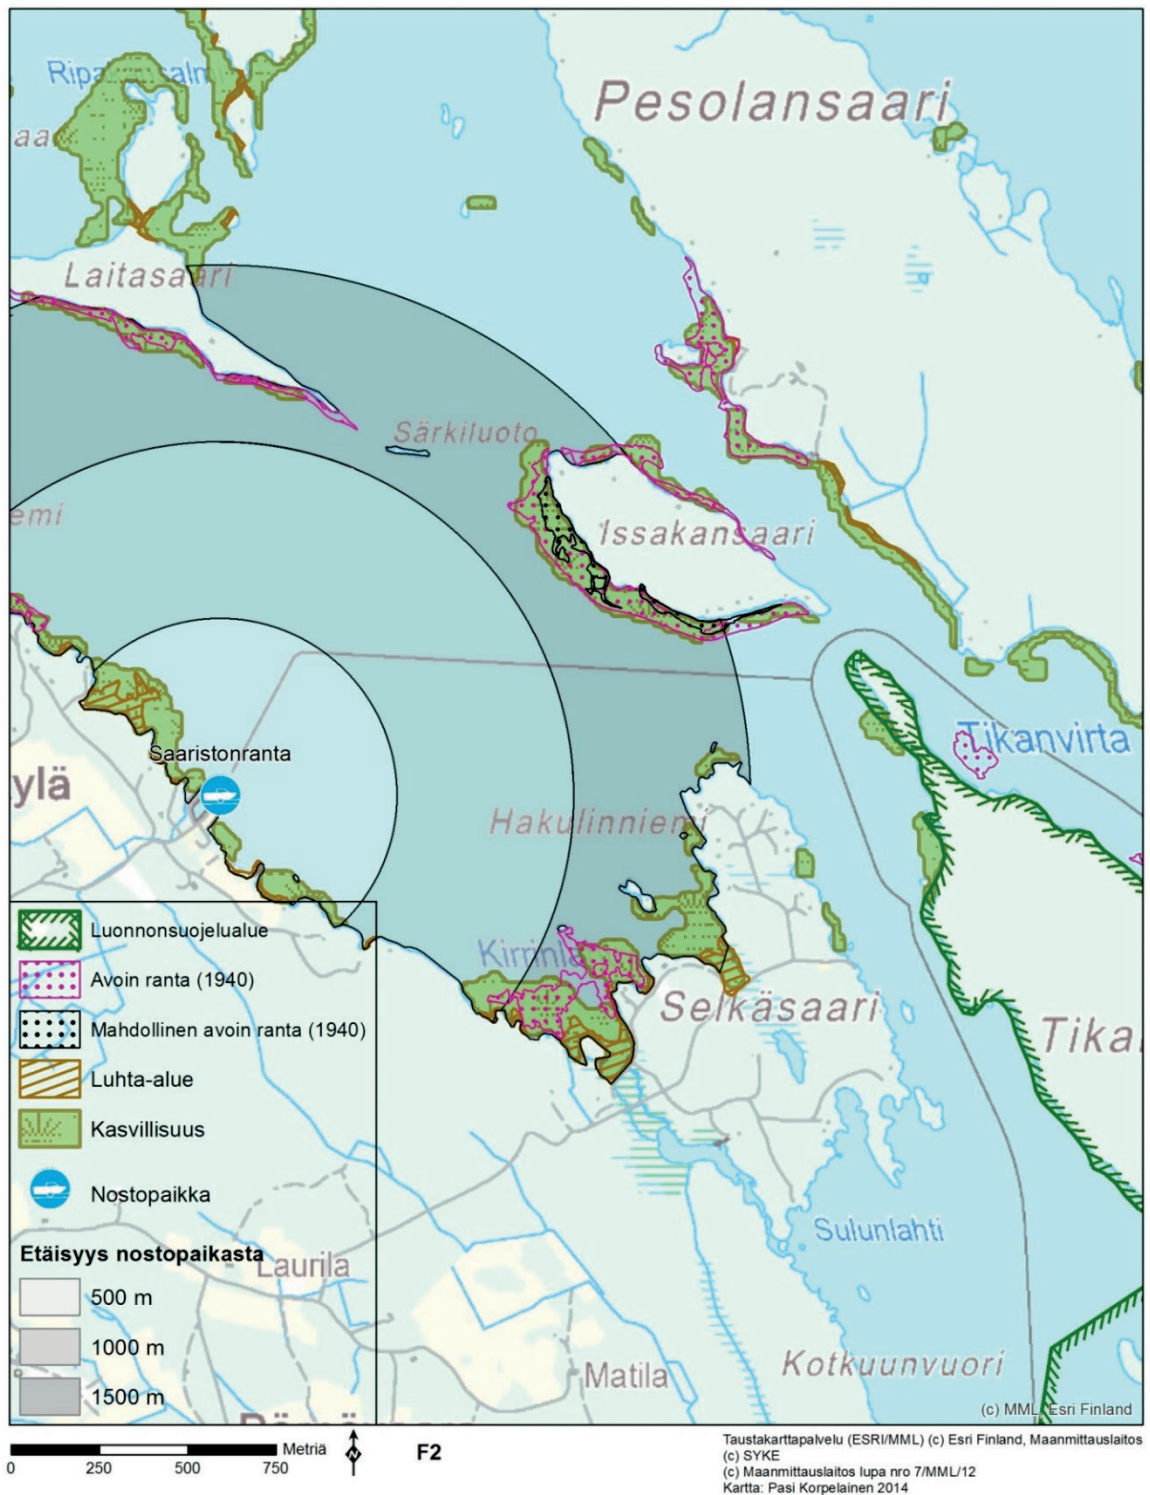 Pesolansaari
Laitasaari
Särkiluoto
emi
Issakansaari
Tikanvirta
Saaristonranta
ylä
Hakulinniemi
Selkäsaari
Luonnonsuojelualue
Avoin ranta (1940)
Mahdollinen avoin ranta (1940)
Luhta-alue
Kasvillisuus
Nostopaikka
Sulunlahti
Etäisyys nostopaikasta
Laurila
500 m
1000 m
1500 m
Matila
Kotkuunvuori
(c) MML, Esri Finland
Metriä
0 250 500 750
F2
Taustakarttapalvelu (ESRI/MML) (c) Esri Finland, Maanmittauslaitos
(c) SYKE
(c) Maanmittauslaitos lupa nro 7/MML/12
Kartta: Pasi Korpelainen 2014